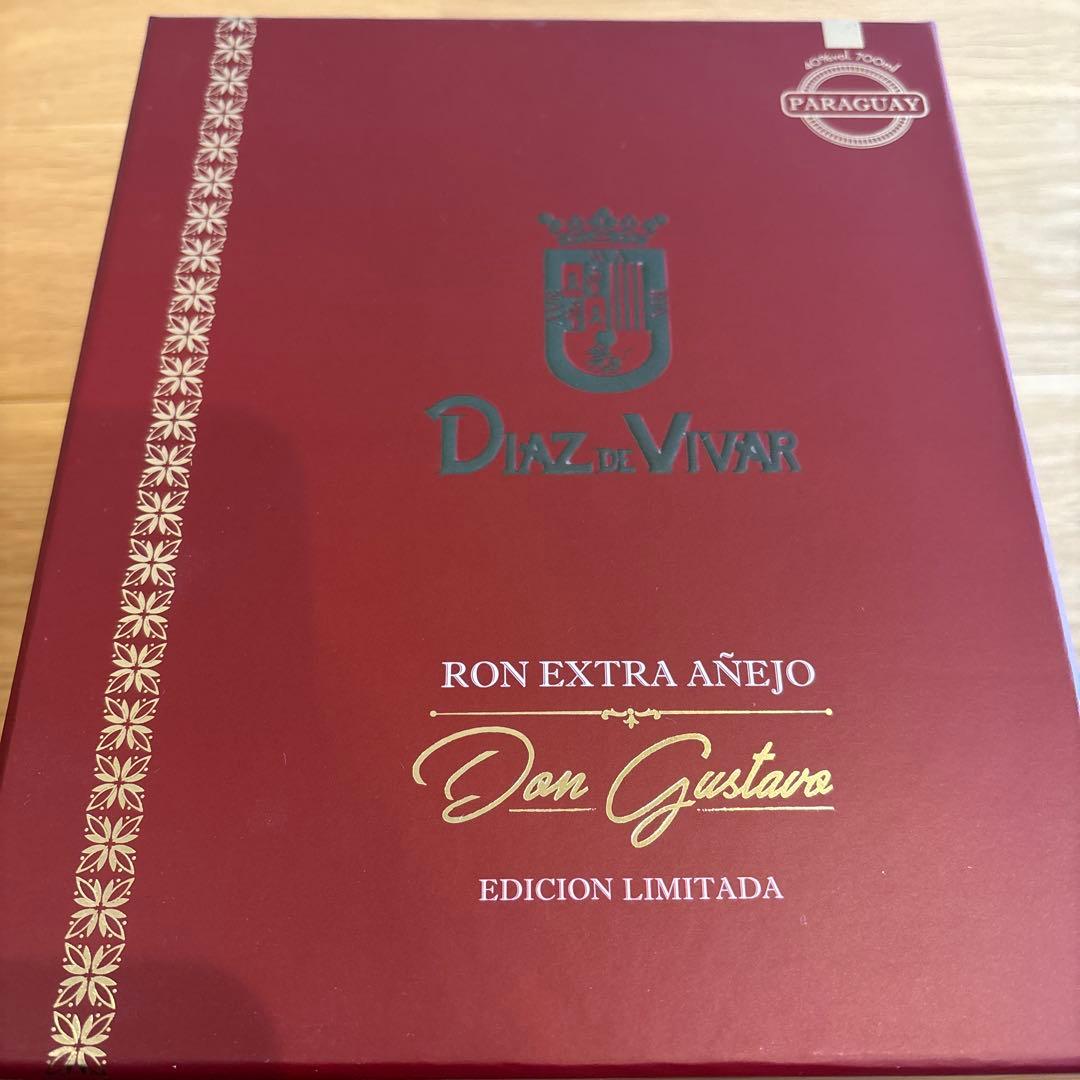 40%vol. 700ml
PARAGUAY
DIAZ DE VIVAR
RON EXTRA AÑEJO
Don Gustavo
EDICION LIMITADA